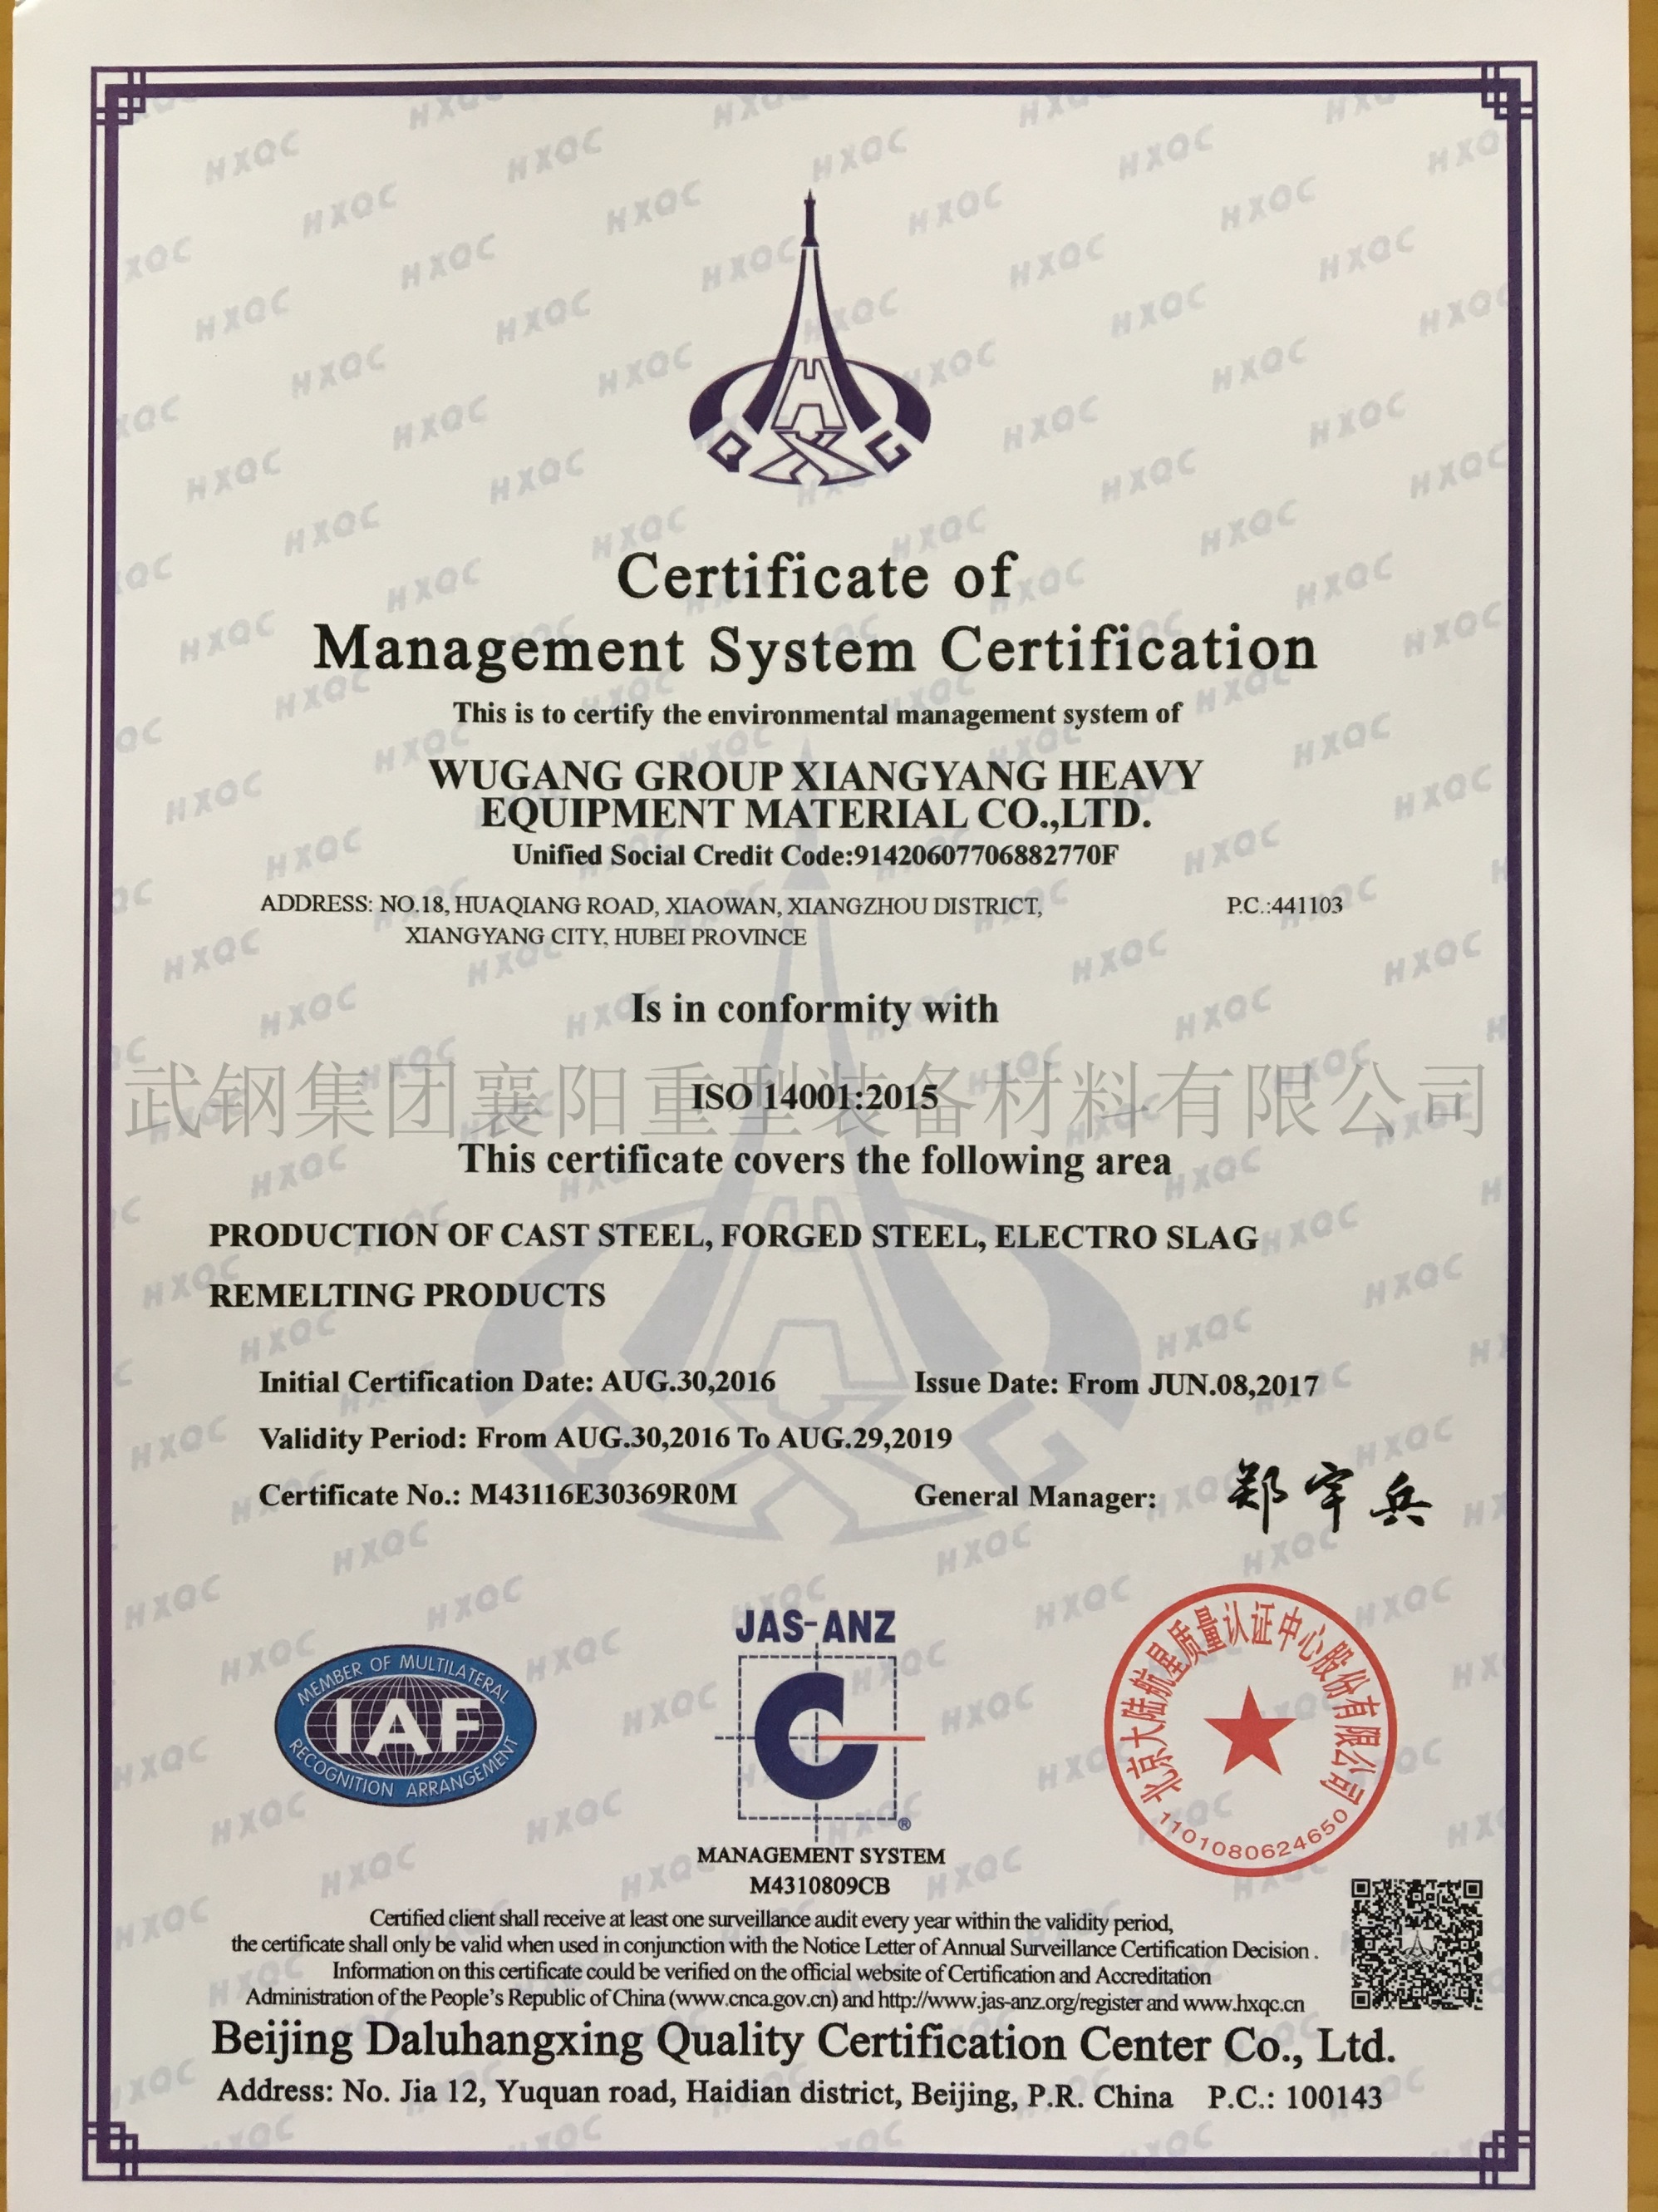 Certificate of
Management System Certification
This is to certify the environmental management system of
WUGANG GROUP XIANGYANG HEAVY
EQUIPMENT MATERIAL CO.,LTD.
Unified Social Credit Code:91420607706882770F
ADDRESS: NO.18, HUAQIANG ROAD, XIAOWAN, XIANGZHOU DISTRICT, P.C.:441103
XIANGYANG CITY, HUBEI PROVINCE
Is in conformity with
武钢集团襄阳重型装备材料有限公司
ISO 14001:2015
This certificate covers the following area
PRODUCTION OF CAST STEEL, FORGED STEEL, ELECTRO SLAG
REMELTING PRODUCTS
Initial Certification Date: AUG.30,2016 Issue Date: From JUN.08,2017
Validity Period: From AUG.30,2016 To AUG.29,2019
Certificate No.: M43116E30369R0M General Manager: 郑宇兵
MEMBER OF MULTILATERAL
IAF
RECOGNITION ARRANGEMENT
JAS-ANZ
®
MANAGEMENT SYSTEM
M4310809CB
北京大陆航星质量认证中心股份有限公司
1101080624650
Certified client shall receive at least one surveillance audit every year within the validity period,
the certificate shall only be valid when used in conjunction with the Notice Letter of Annual Surveillance Certification Decision .
Information on this certificate could be verified on the official website of Certification and Accreditation
Administration of the People's Republic of China (www.cnca.gov.cn) and http://www.jas-anz.org/register and www.hxqc.cn
Beijing Daluhangxing Quality Certification Center Co., Ltd.
Address: No. Jia 12, Yuquan road, Haidian district, Beijing, P.R. China P.C.: 100143
HXQC